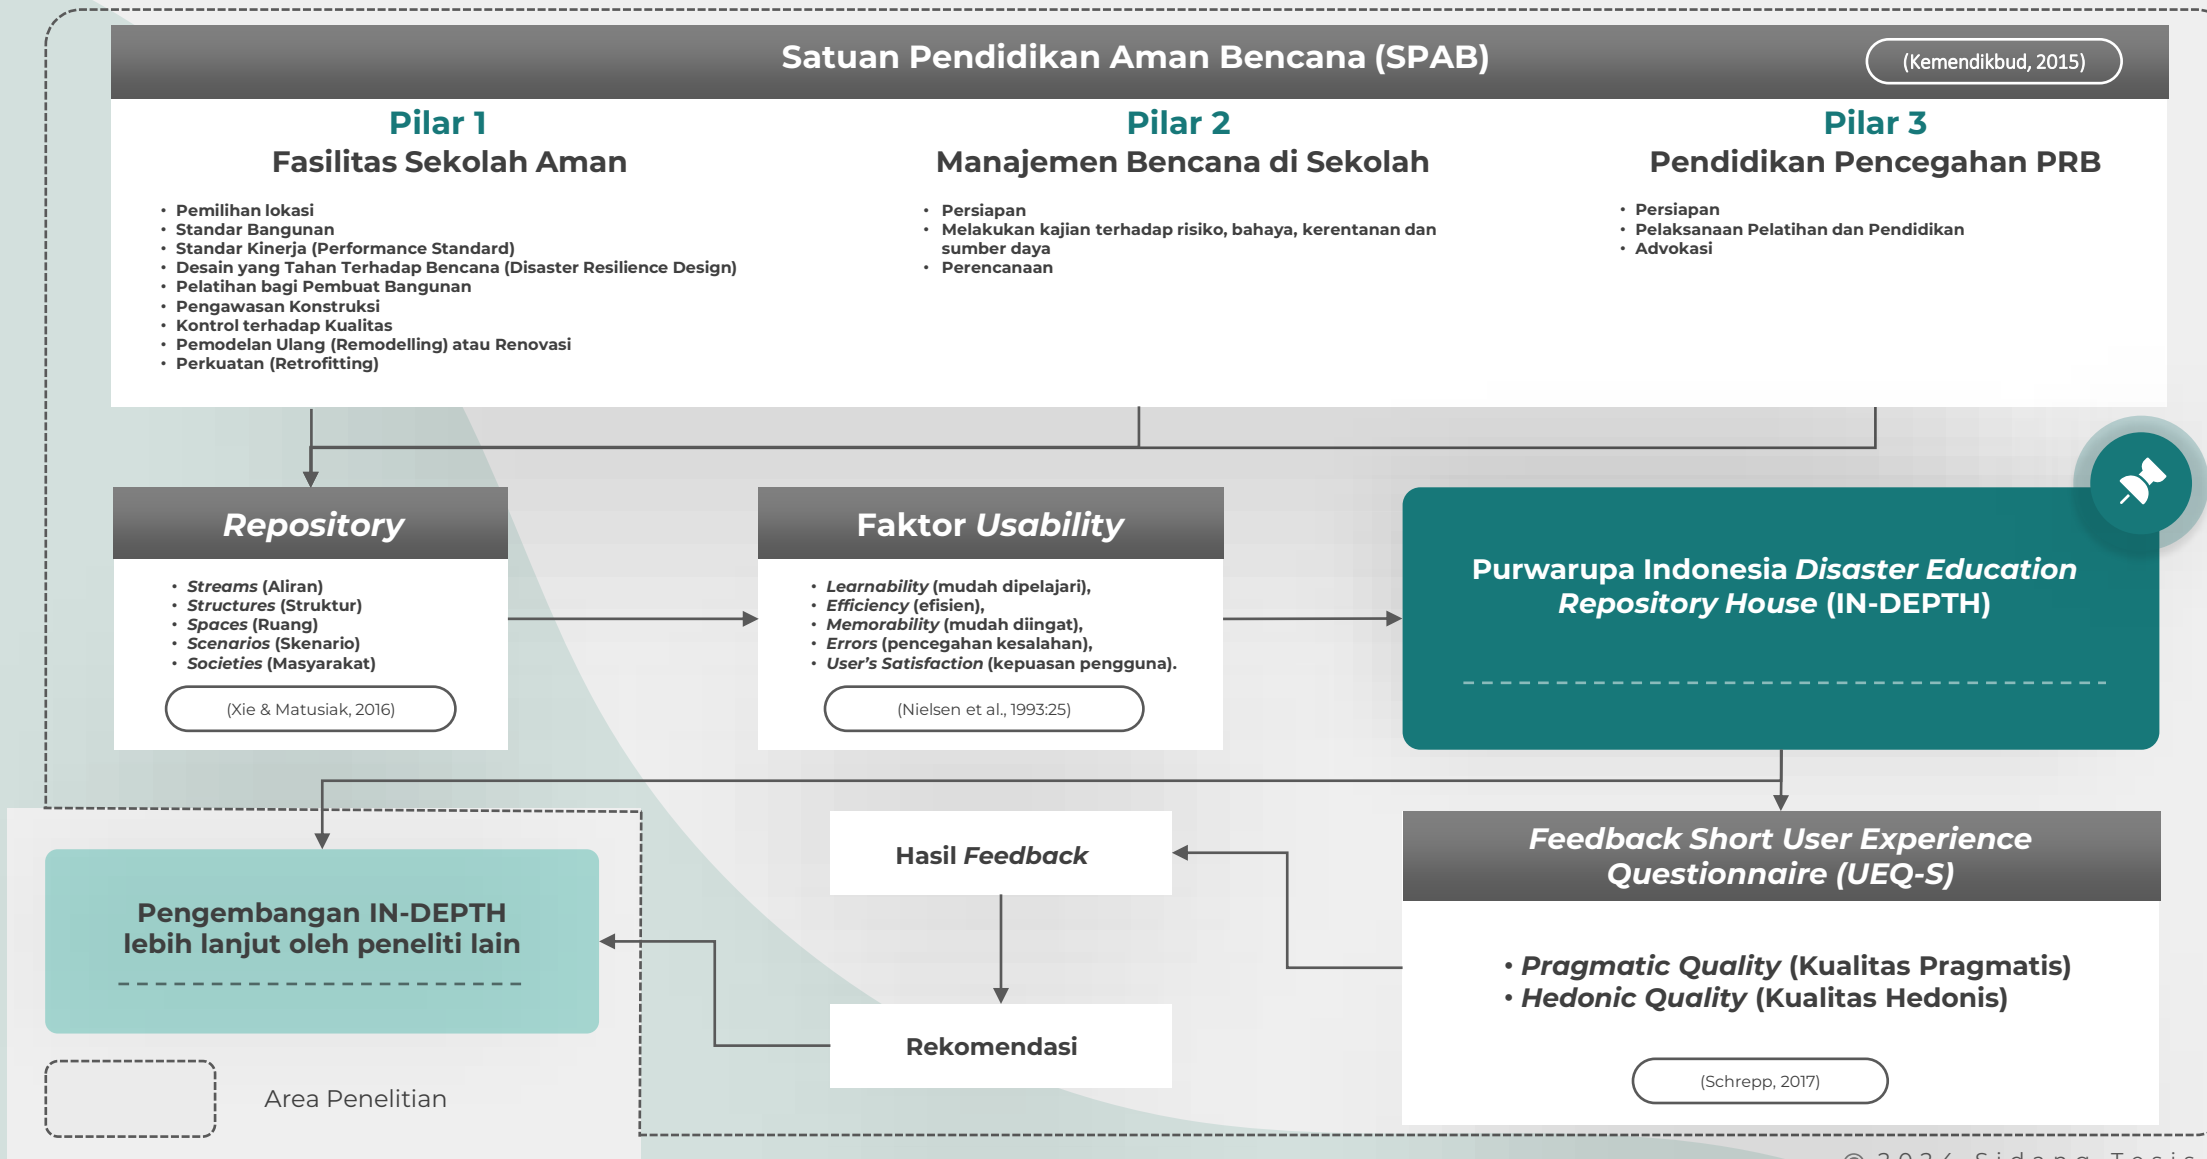 Satuan Pendidikan Aman Bencana (SPAB)
(Kemendikbud, 2015)
Pilar 1
Fasilitas Sekolah Aman
• Pemilihan lokasi
• Standar Bangunan
• Standar Kinerja (Performance Standard)
• Desain yang Tahan Terhadap Bencana (Disaster Resilience Design)
• Pelatihan bagi Pembuat Bangunan
• Pengawasan Konstruksi
• Kontrol terhadap Kualitas
• Pemodelan Ulang (Remodelling) atau Renovasi
• Perkuatan (Retrofitting)
Pilar 2
Manajemen Bencana di Sekolah
• Persiapan
• Melakukan kajian terhadap risiko, bahaya, kerentanan dan
sumber daya
• Perencanaan
Pilar 3
Pendidikan Pencegahan PRB
• Persiapan
• Pelaksanaan Pelatihan dan Pendidikan
• Advokasi
Repository
• Streams (Aliran)
• Structures (Struktur)
• Spaces (Ruang)
• Scenarios (Skenario)
• Societies (Masyarakat)
(Xie & Matusiak, 2016)
Faktor Usability
• Learnability (mudah dipelajari),
• Efficiency (efisien),
• Memorability (mudah diingat),
• Errors (pencegahan kesalahan),
• User's Satisfaction (kepuasan pengguna).
(Nielsen et al., 1993:25)
Purwarupa Indonesia Disaster Education
Repository House (IN-DEPTH)
Feedback Short User Experience
Questionnaire (UEQ-S)
• Pragmatic Quality (Kualitas Pragmatis)
• Hedonic Quality (Kualitas Hedonis)
(Schrepp, 2017)
Hasil Feedback
Rekomendasi
Pengembangan IN-DEPTH
lebih lanjut oleh peneliti lain
Area Penelitian
© 2024 Sidang Tesis